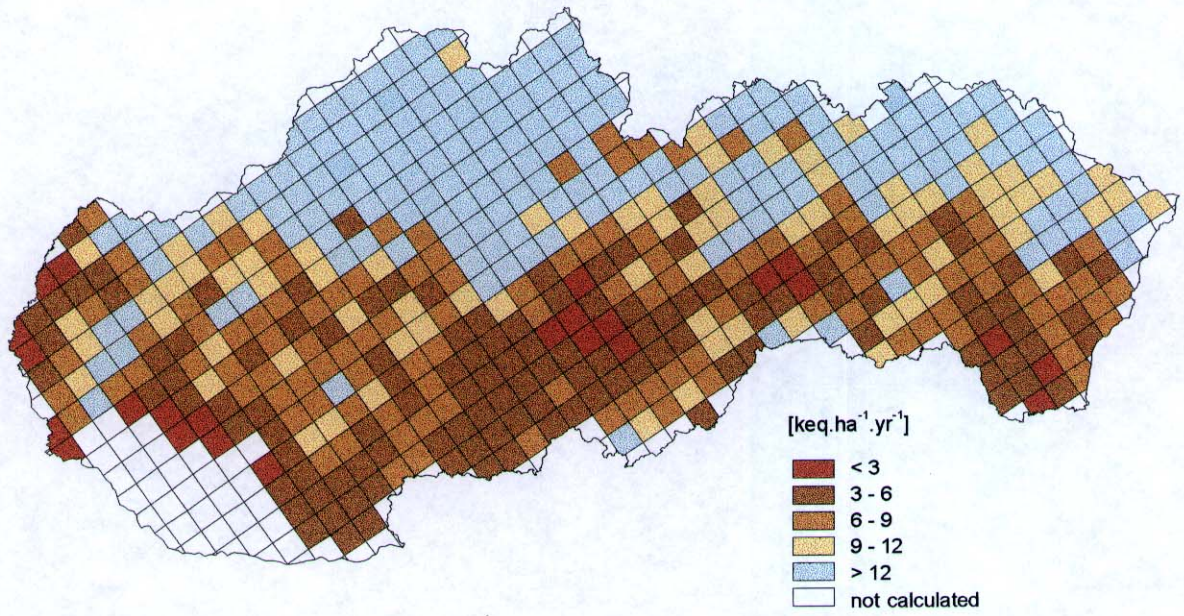 [keq.ha⁻¹.yr⁻¹]
< 3
3 - 6
6 - 9
9 - 12
> 12
not calculated